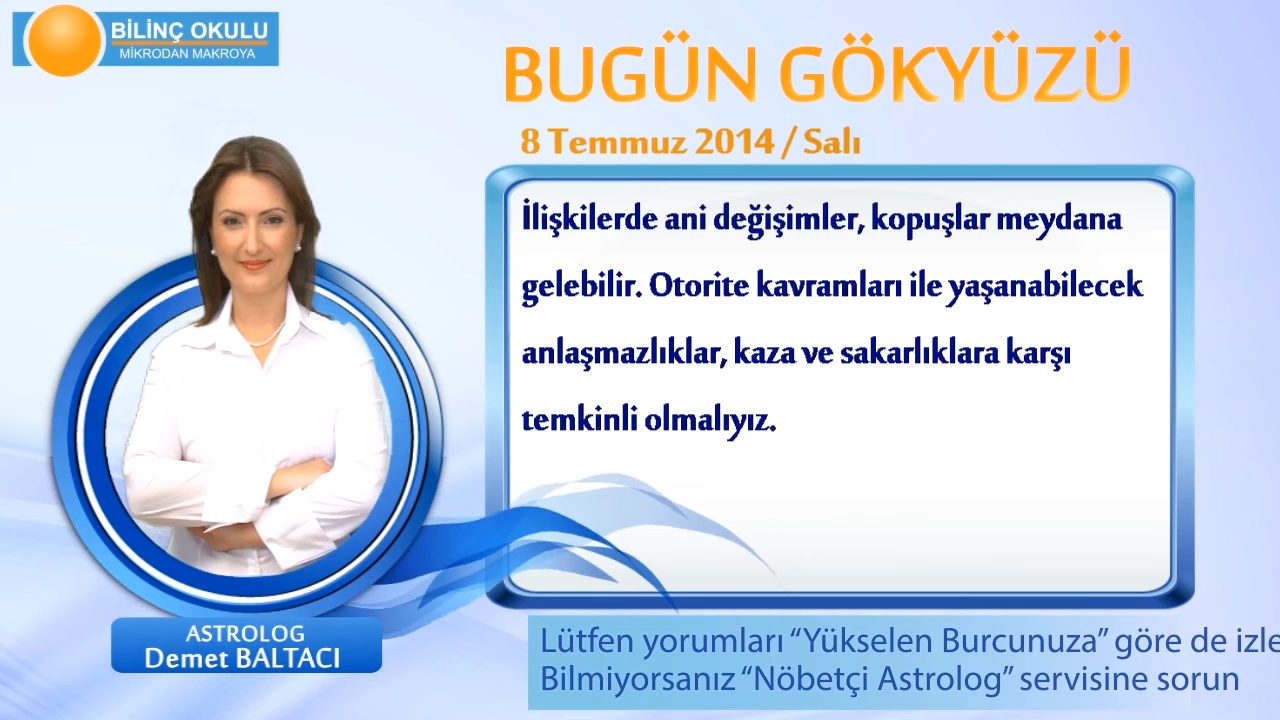 BİLİNÇ OKULU
MİKRODAN MAKROYA
BUGÜN GÖKYÜZÜ
8 Temmuz 2014 / Salı
İlişkilerde ani değişimler, kopuşlar meydana
gelebilir. Otorite kavramları ile yaşanabilecek
anlaşmazlıklar, kaza ve sakarlıklara karşı
temkinli olmalıyız.
ASTROLOG
Demet BALTACI
Lütfen yorumları “Yükselen Burcunuza” göre de izle
Bilmiyorsanız “Nöbetçi Astrolog” servisine sorun